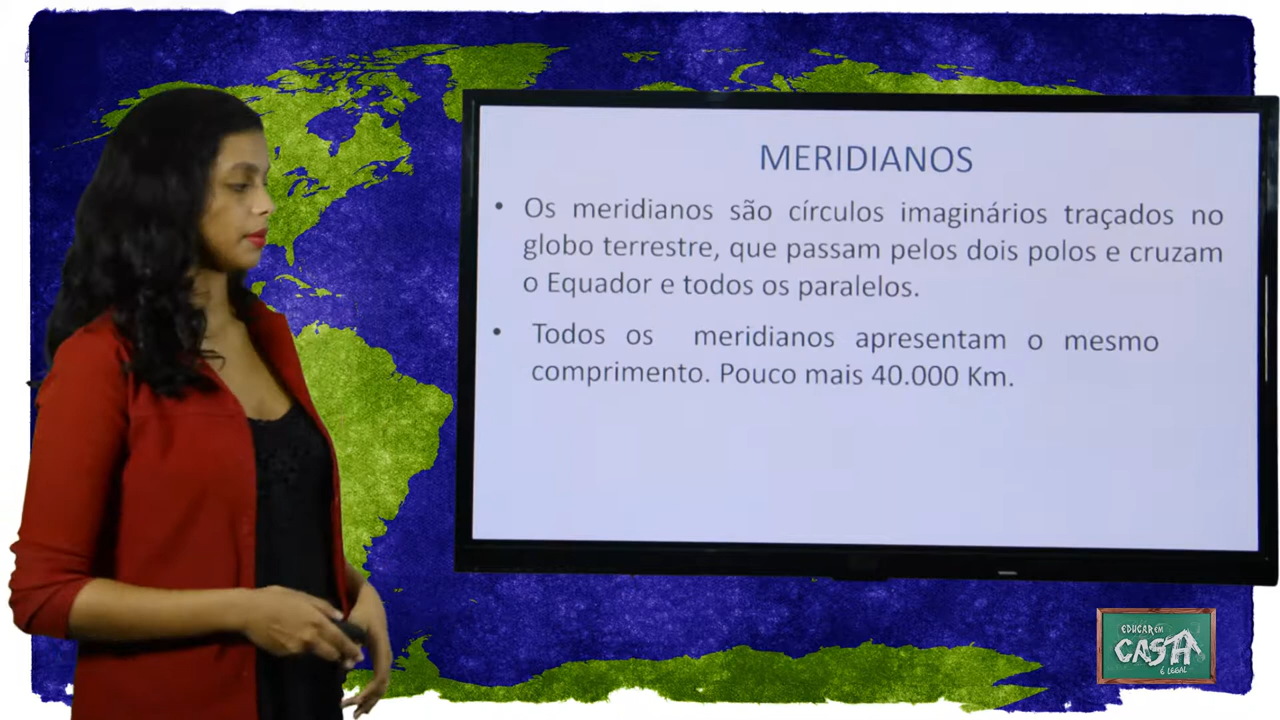 MERIDIANOS
• Os meridianos são círculos imaginários traçados no
globo terrestre, que passam pelos dois polos e cruzam
o Equador e todos os paralelos.
• Todos os meridianos apresentam o mesmo
comprimento. Pouco mais 40.000 Km.
EDUCAR EM
CASA
É LEGAL